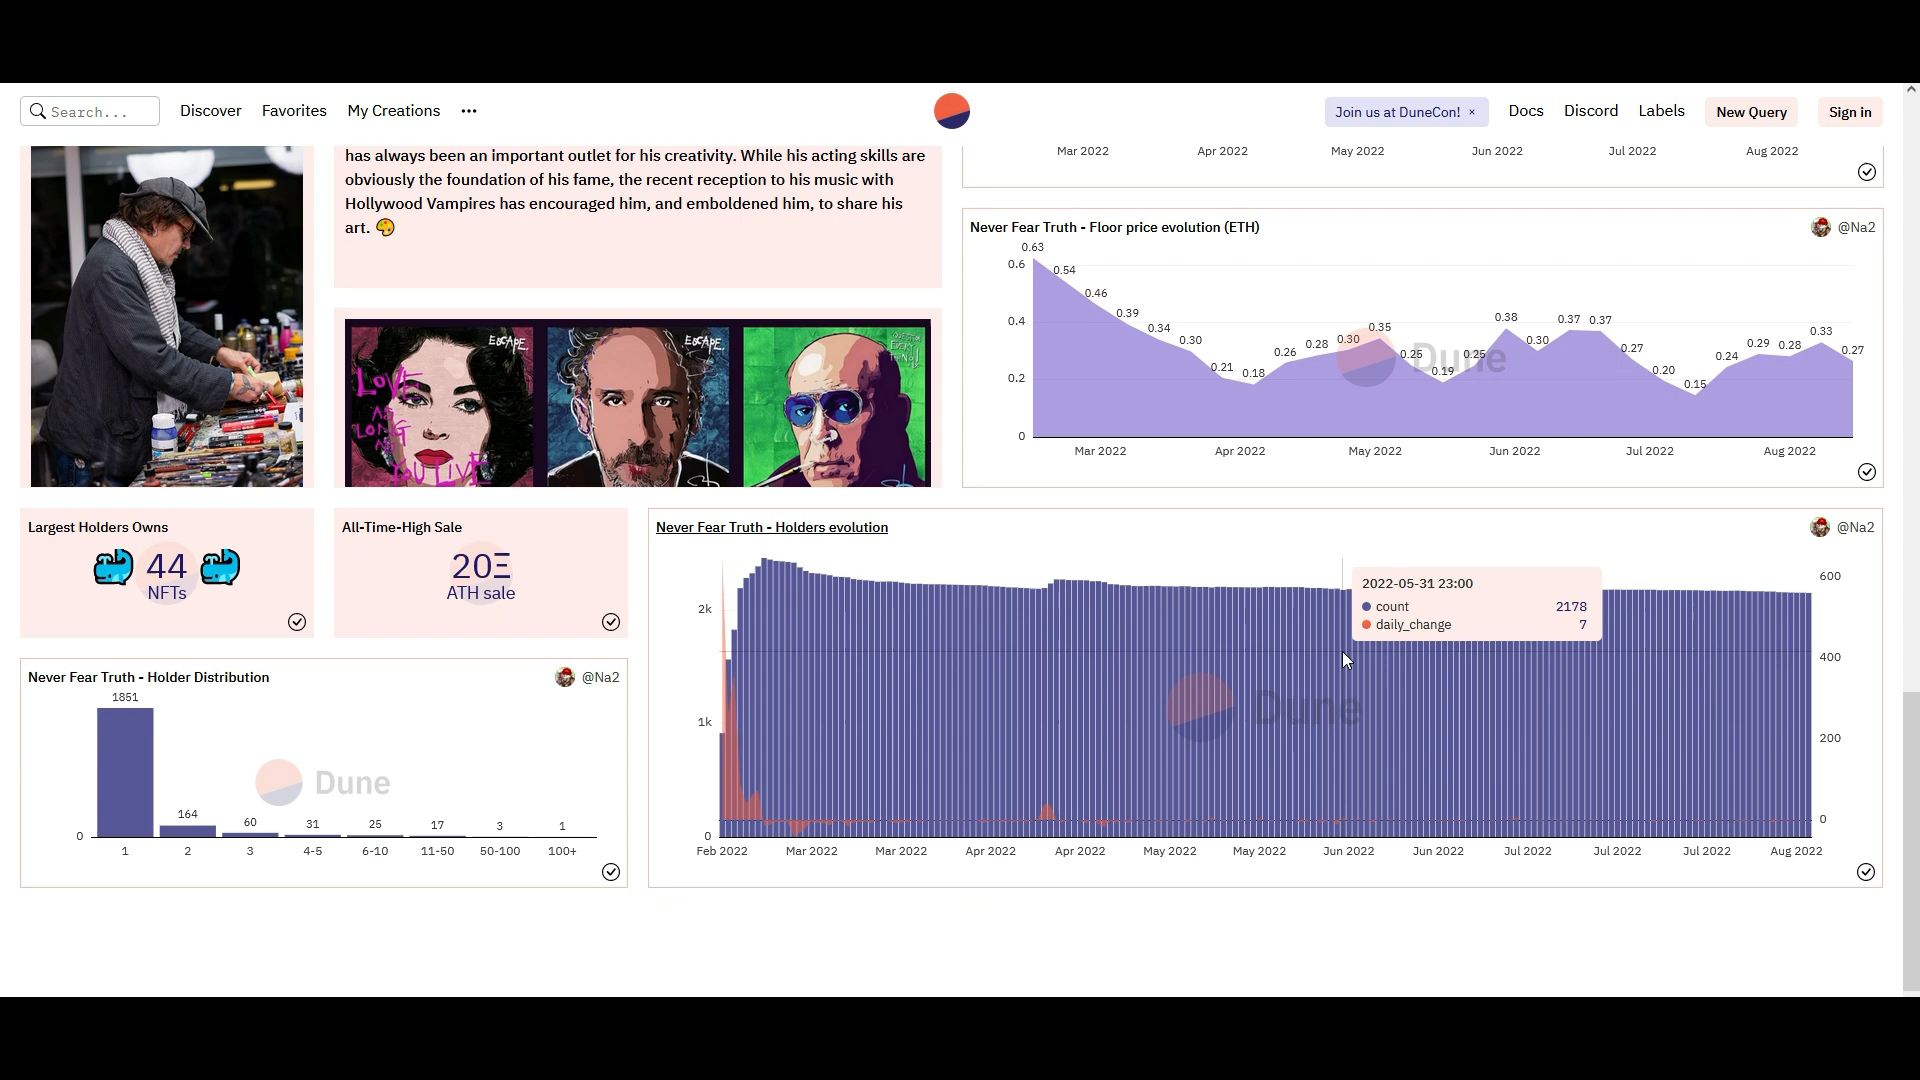 Search...
Discover
Favorites
My Creations
Join us at DuneCon! ×
Docs
Discord
Labels
New Query
Sign in
has always been an important outlet for his creativity. While his acting skills are
obviously the foundation of his fame, the recent reception to his music with
Hollywood Vampires has encouraged him, and emboldened him, to share his
art. 🎨
ESCAPE.
LOVE
AS
LONG
AS
YOU LIVE
ESCAPE.
Mar 2022 Apr 2022 May 2022 Jun 2022 Jul 2022 Aug 2022
Never Fear Truth - Floor price evolution (ETH)
@Na2
0.6
0.4
0.2
0
0.63 0.54 0.46 0.39 0.34 0.30 0.21 0.18 0.26 0.28 0.30 0.35 0.25 0.19 0.25 0.38 0.30 0.37 0.37 0.27 0.20 0.15 0.24 0.29 0.28 0.33 0.27
Dune
Mar 2022 Apr 2022 May 2022 Jun 2022 Jul 2022 Aug 2022
Largest Holders Owns
44
NFTs
All-Time-High Sale
20Ξ
ATH sale
Never Fear Truth - Holder Distribution
@Na2
1851 164 60 31 25 17 3 1
Dune
0
1 2 3 4-5 6-10 11-50 50-100 100+
Never Fear Truth - Holders evolution
@Na2
2k
1k
0
600
400
200
0
2022-05-31 23:00
count 2178
daily_change 7
Dune
Feb 2022 Mar 2022 Mar 2022 Apr 2022 Apr 2022 May 2022 May 2022 Jun 2022 Jun 2022 Jul 2022 Jul 2022 Jul 2022 Aug 2022